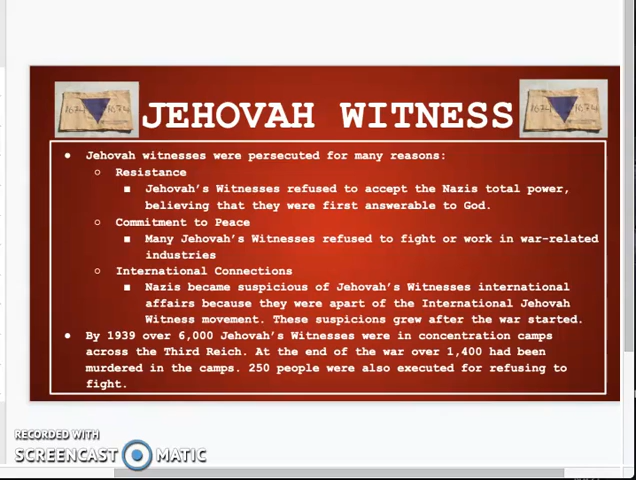 JEHOVAH WITNESS
● Jehovah witnesses were persecuted for many reasons:
○ Resistance
■ Jehovah's Witnesses refused to accept the Nazis total power,
believing that they were first answerable to God.
○ Commitment to Peace
■ Many Jehovah's Witnesses refused to fight or work in war-related
industries
○ International Connections
■ Nazis became suspicious of Jehovah's Witnesses international
affairs because they were apart of the International Jehovah
Witness movement. These suspicions grew after the war started.
● By 1939 over 6,000 Jehovah's Witnesses were in concentration camps
across the Third Reich. At the end of the war over 1,400 had been
murdered in the camps. 250 people were also executed for refusing to
fight.
RECORDED WITH
SCREENCAST MATIC